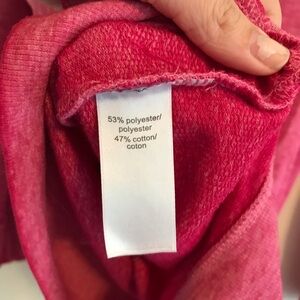 53% polyester/
polyester
47% cotton/
coton